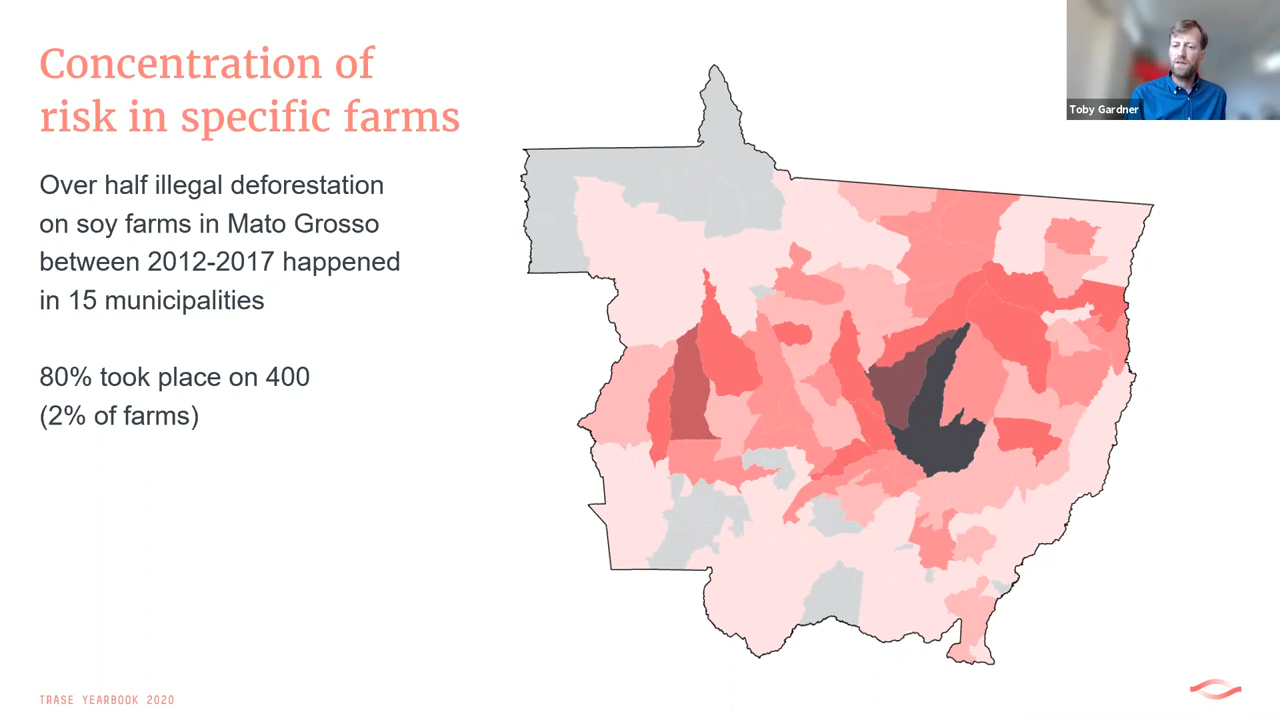 Concentration of
risk in specific farms
Over half illegal deforestation
on soy farms in Mato Grosso
between 2012-2017 happened
in 15 municipalities
80% took place on 400
(2% of farms)
Toby Gardner
TRASE YEARBOOK 2020